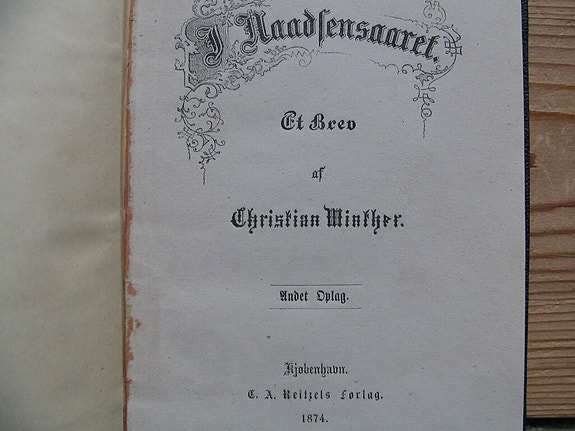 I Naadsensaaret.
Et Brev
af
Christian Winther.
Andet Oplag.
Kjøbenhavn.
C. A. Reitzels Forlag.
1874.